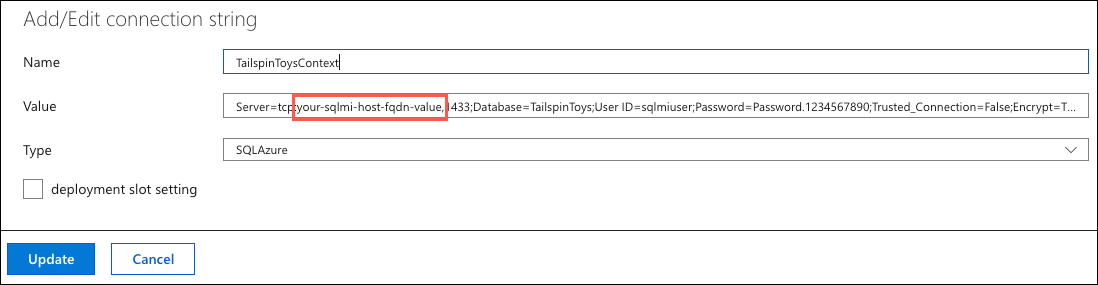 Add/Edit connection string
Name
TailspinToysContext
Value
Server=tcp:your-sqlmi-host-fqdn-value,1433;Database=TailspinToys;User ID=sqlmiuser;Password=Password.1234567890;Trusted_Connection=False;Encrypt=T...
Type
SQLAzure
deployment slot setting
Update
Cancel